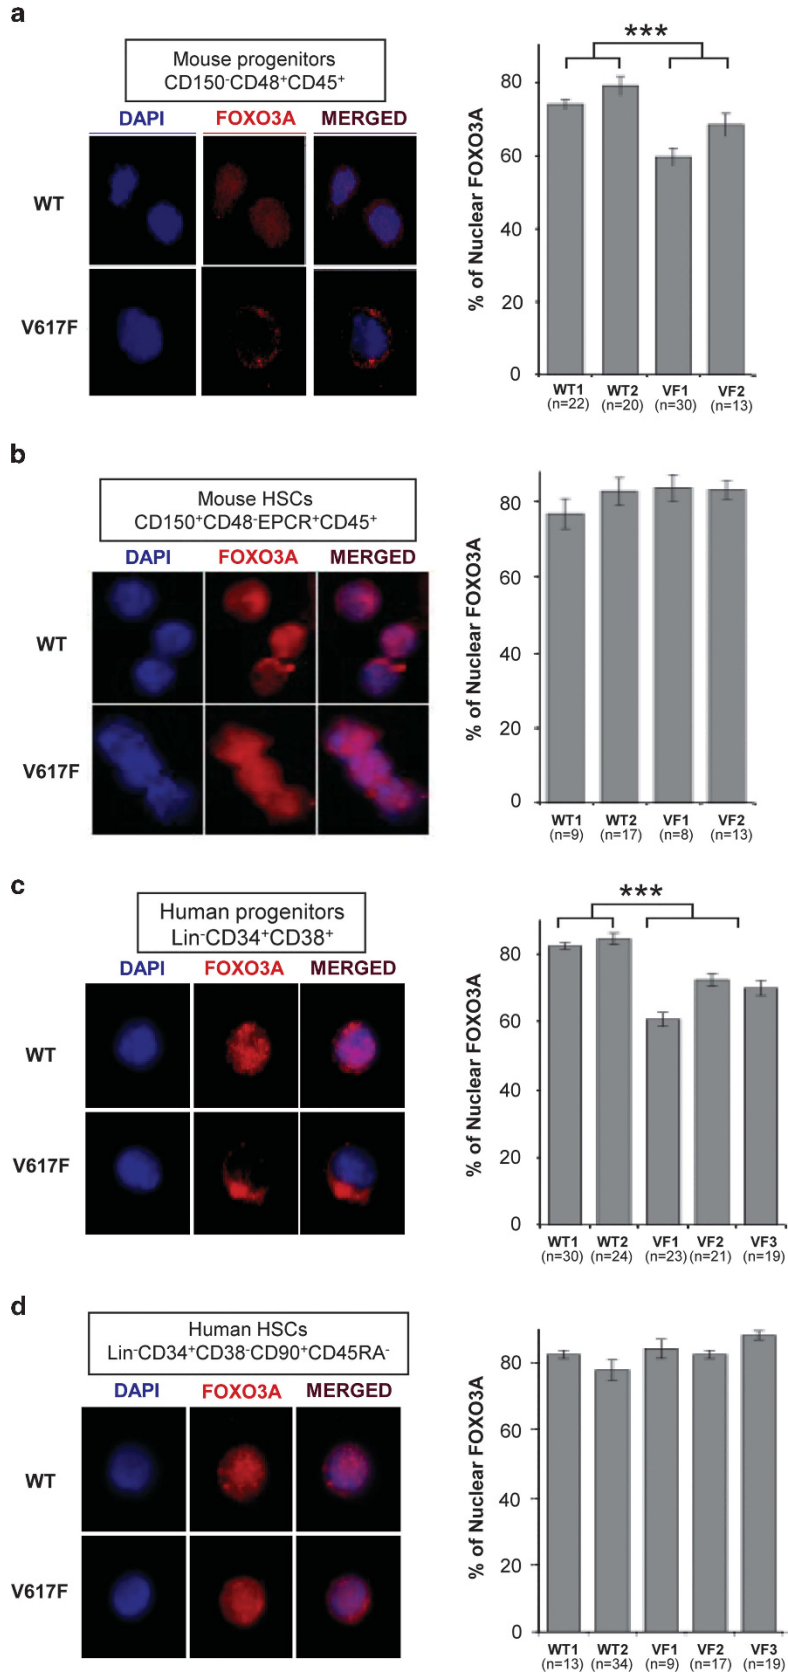 a
Mouse progenitors
CD150⁻CD48⁺CD45⁺
DAPI FOXO3A MERGED
WT
V617F
***
% of Nuclear FOXO3A
80
60
40
20
0
WT1 WT2 VF1 VF2
(n=22) (n=20) (n=30) (n=13)
b
Mouse HSCs
CD150⁺CD48⁻EPCR⁺CD45⁺
DAPI FOXO3A MERGED
WT
V617F
% of Nuclear FOXO3A
80
60
40
20
0
WT1 WT2 VF1 VF2
(n=9) (n=17) (n=8) (n=13)
c
Human progenitors
Lin⁻CD34⁺CD38⁺
DAPI FOXO3A MERGED
WT
V617F
***
% of Nuclear FOXO3A
80
60
40
20
0
WT1 WT2 VF1 VF2 VF3
(n=30) (n=24) (n=23) (n=21) (n=19)
d
Human HSCs
Lin⁻CD34⁺CD38⁻CD90⁺CD45RA⁻
DAPI FOXO3A MERGED
WT
V617F
% of Nuclear FOXO3A
80
60
40
20
0
WT1 WT2 VF1 VF2 VF3
(n=13) (n=34) (n=9) (n=17) (n=19)